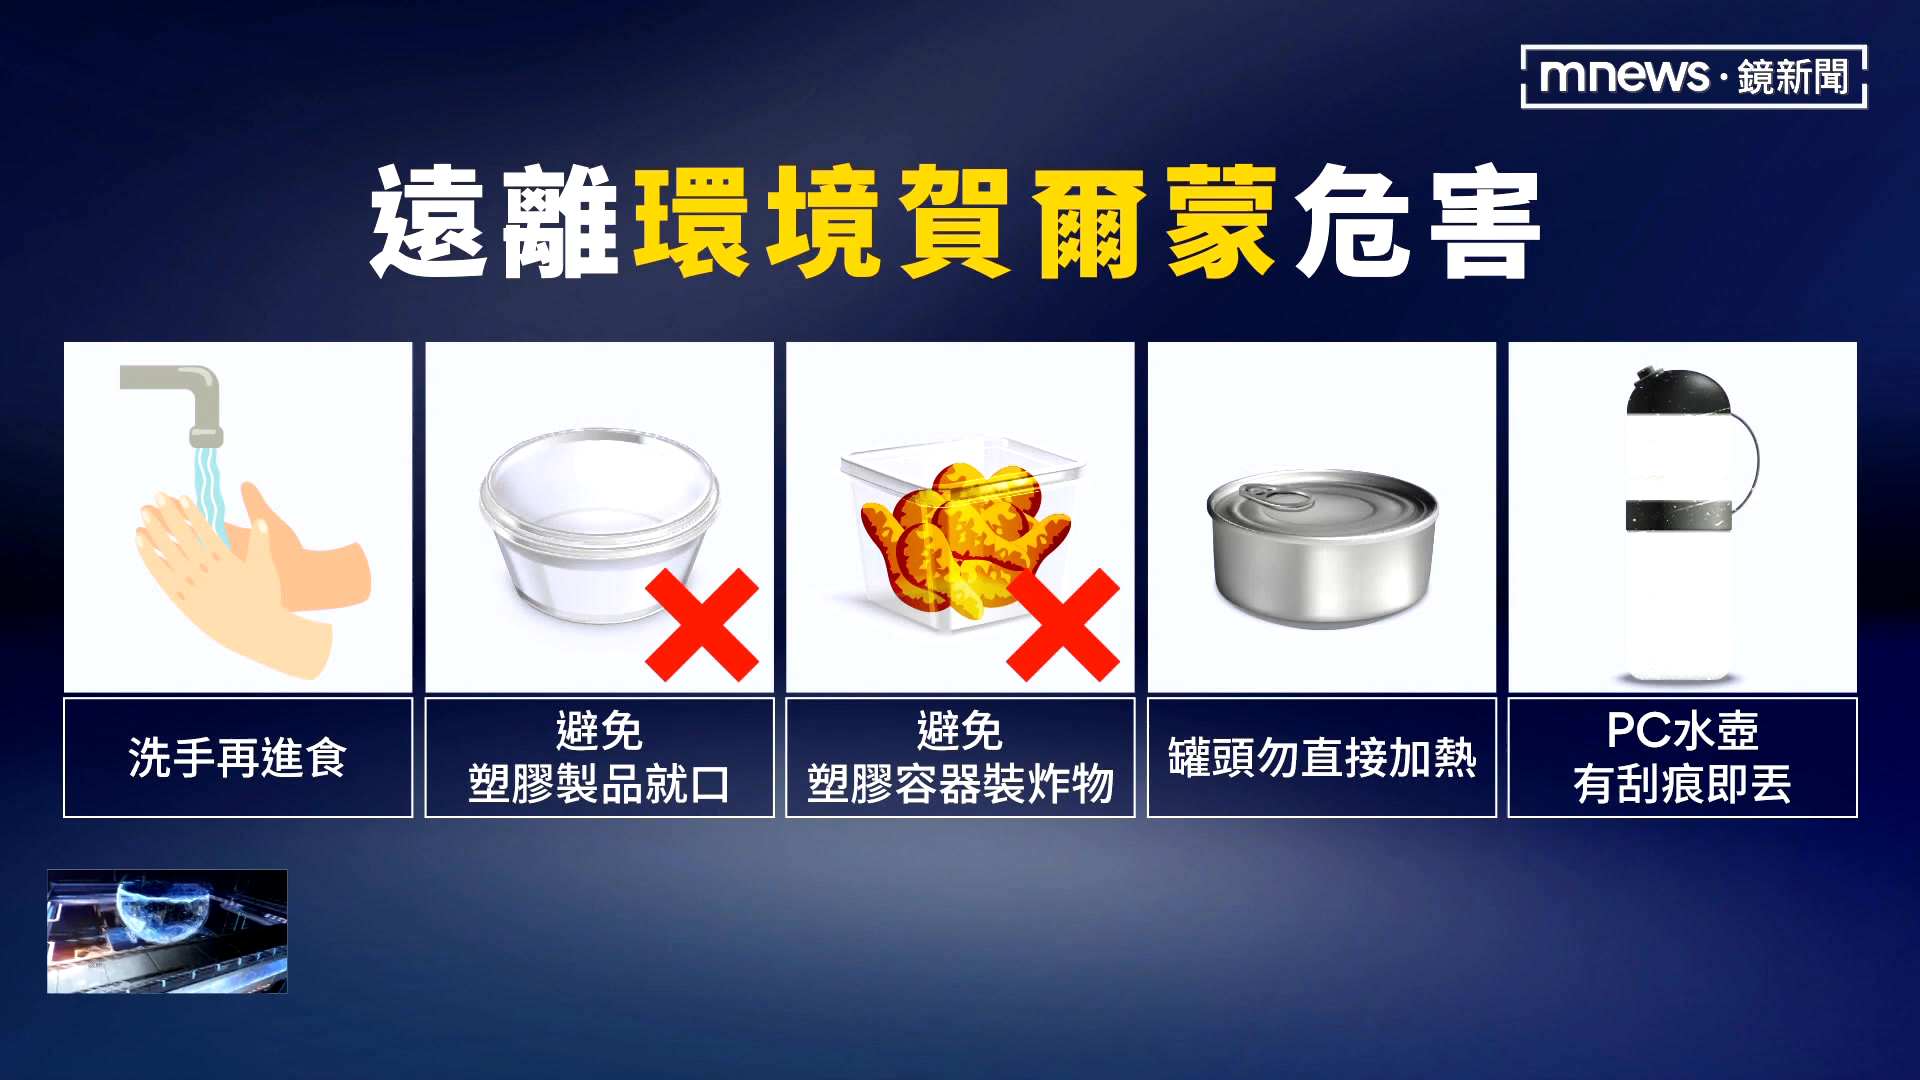 mnews·鏡新聞
遠離環境賀爾蒙危害
洗手再進食
避免
塑膠製品就口
避免
塑膠容器裝炸物
罐頭勿直接加熱
PC水壺
有刮痕即丟